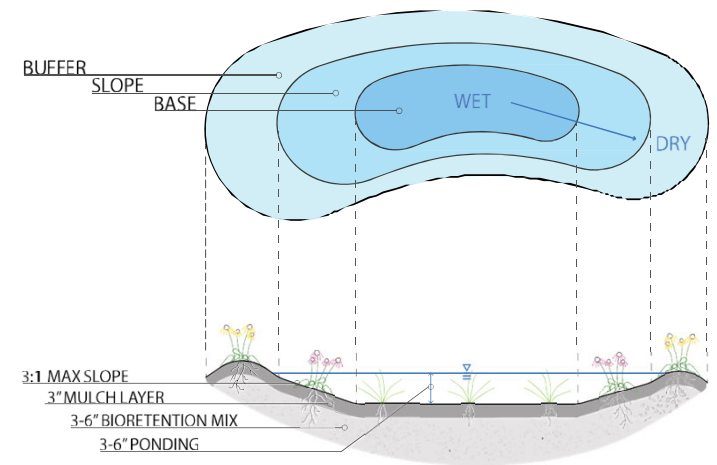 BUFFER
SLOPE
BASE
WET
DRY
3:1 MAX SLOPE
3" MULCH LAYER
3-6" BIORETENTION MIX
3-6" PONDING